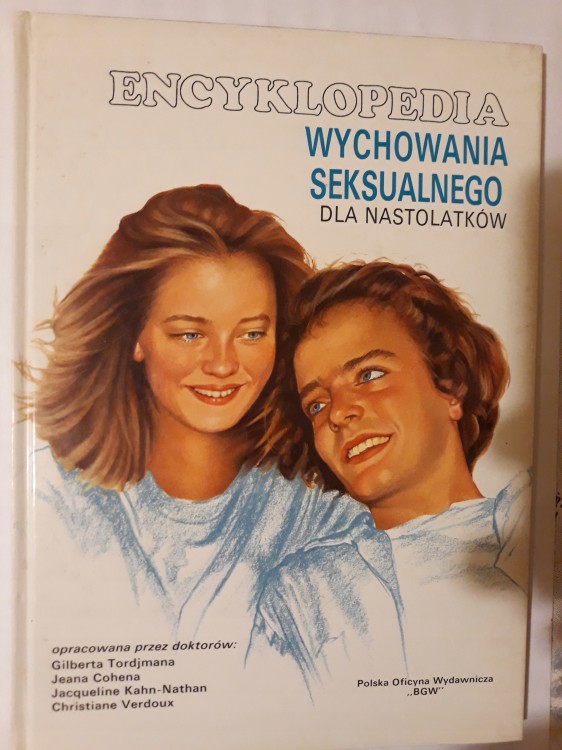 ENCYKLOPEDIA
WYCHOWANIA
SEKSUALNEGO
DLA NASTOLATKÓW
opracowana przez doktorów:
Gilberta Tordjmana
Jeana Cohena
Jacqueline Kahn-Nathan
Christiane Verdoux
Polska Oficyna Wydawnicza
„BGW"